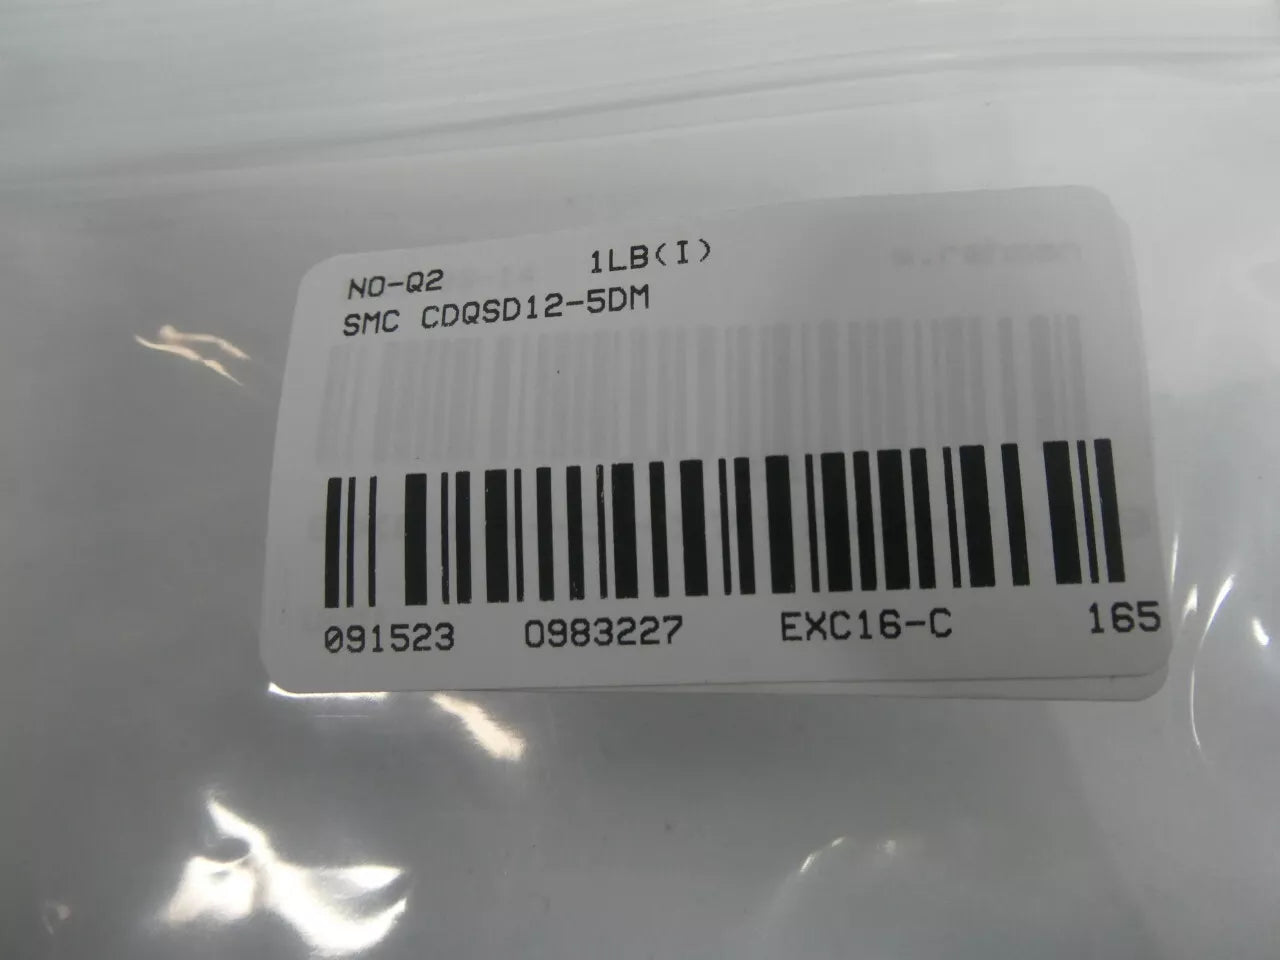 NO-Q2 1LB(I)
SMC CDQSD12-5DM
091523 0983227 EXC16-C 165